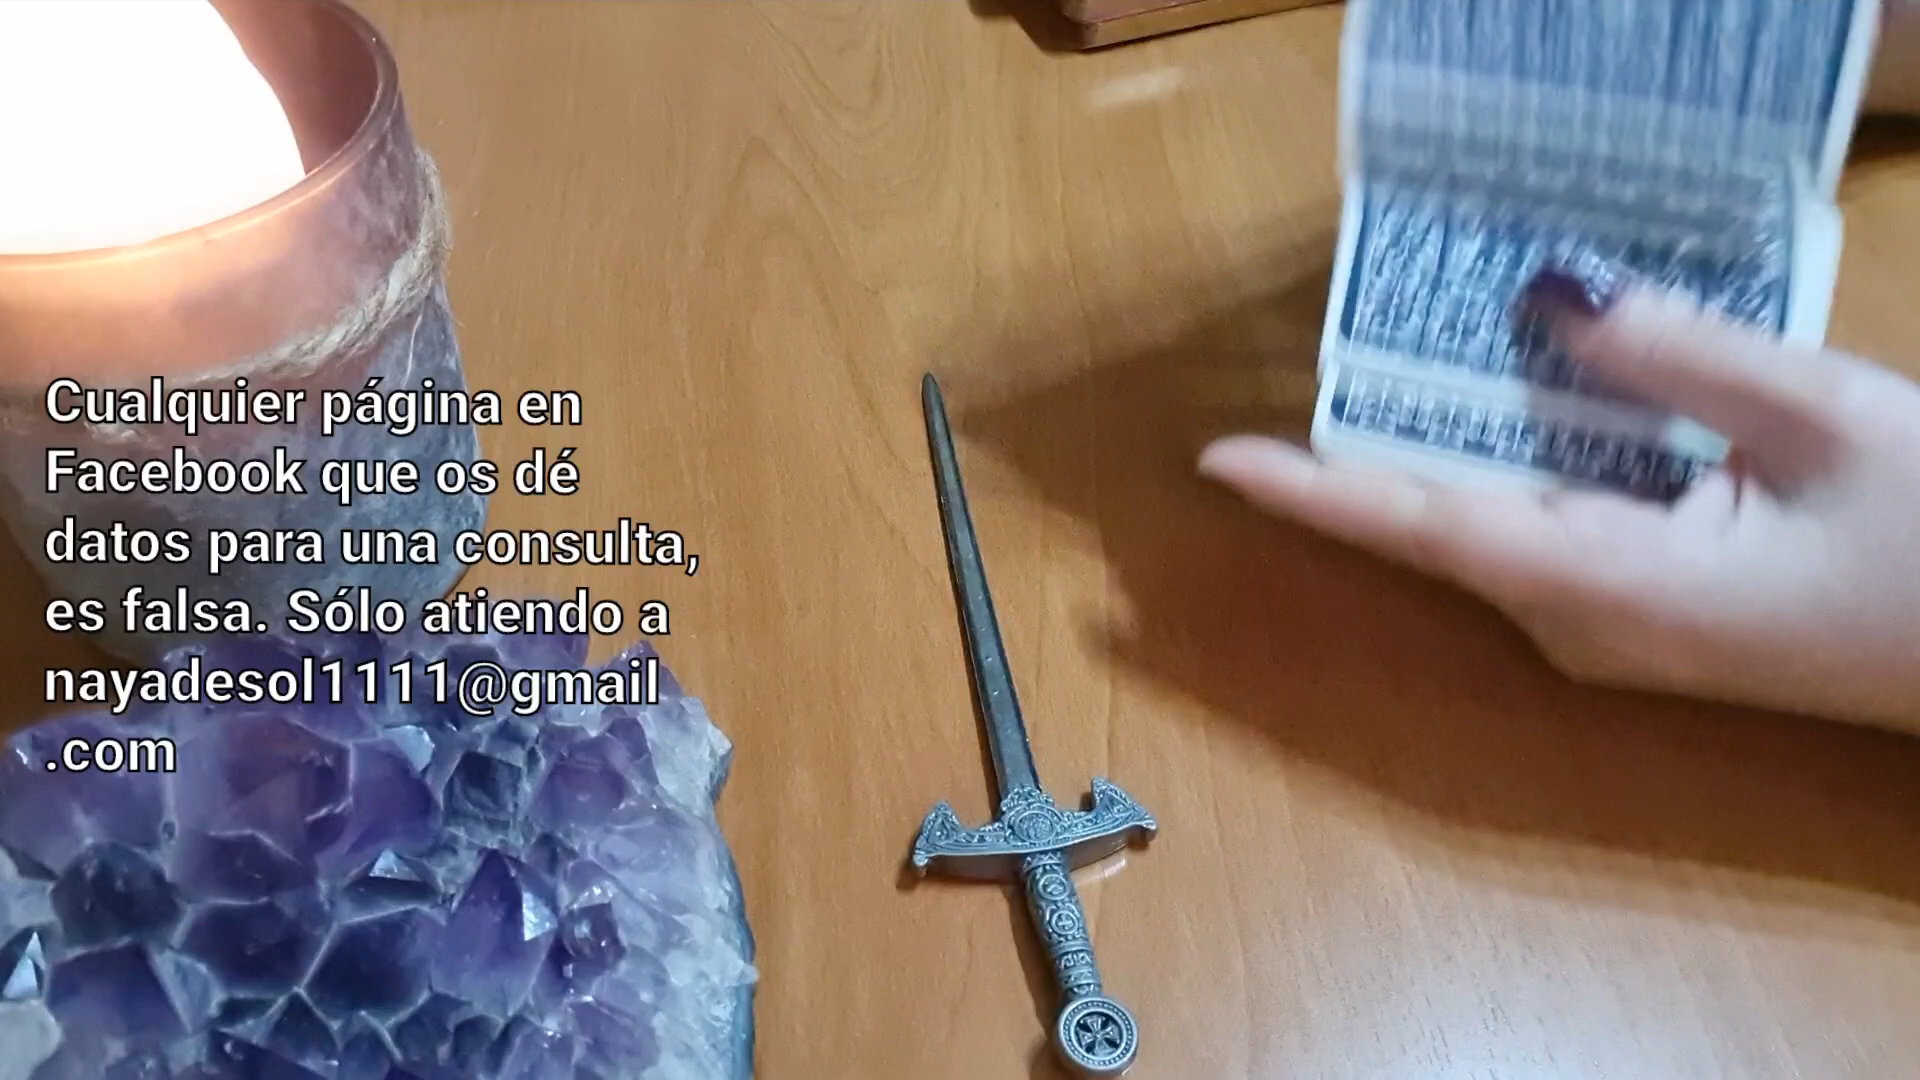 Cualquier página en
Facebook que os dé
datos para una consulta,
es falsa. Sólo atiendo a
nayadesol1111@gmail
.com